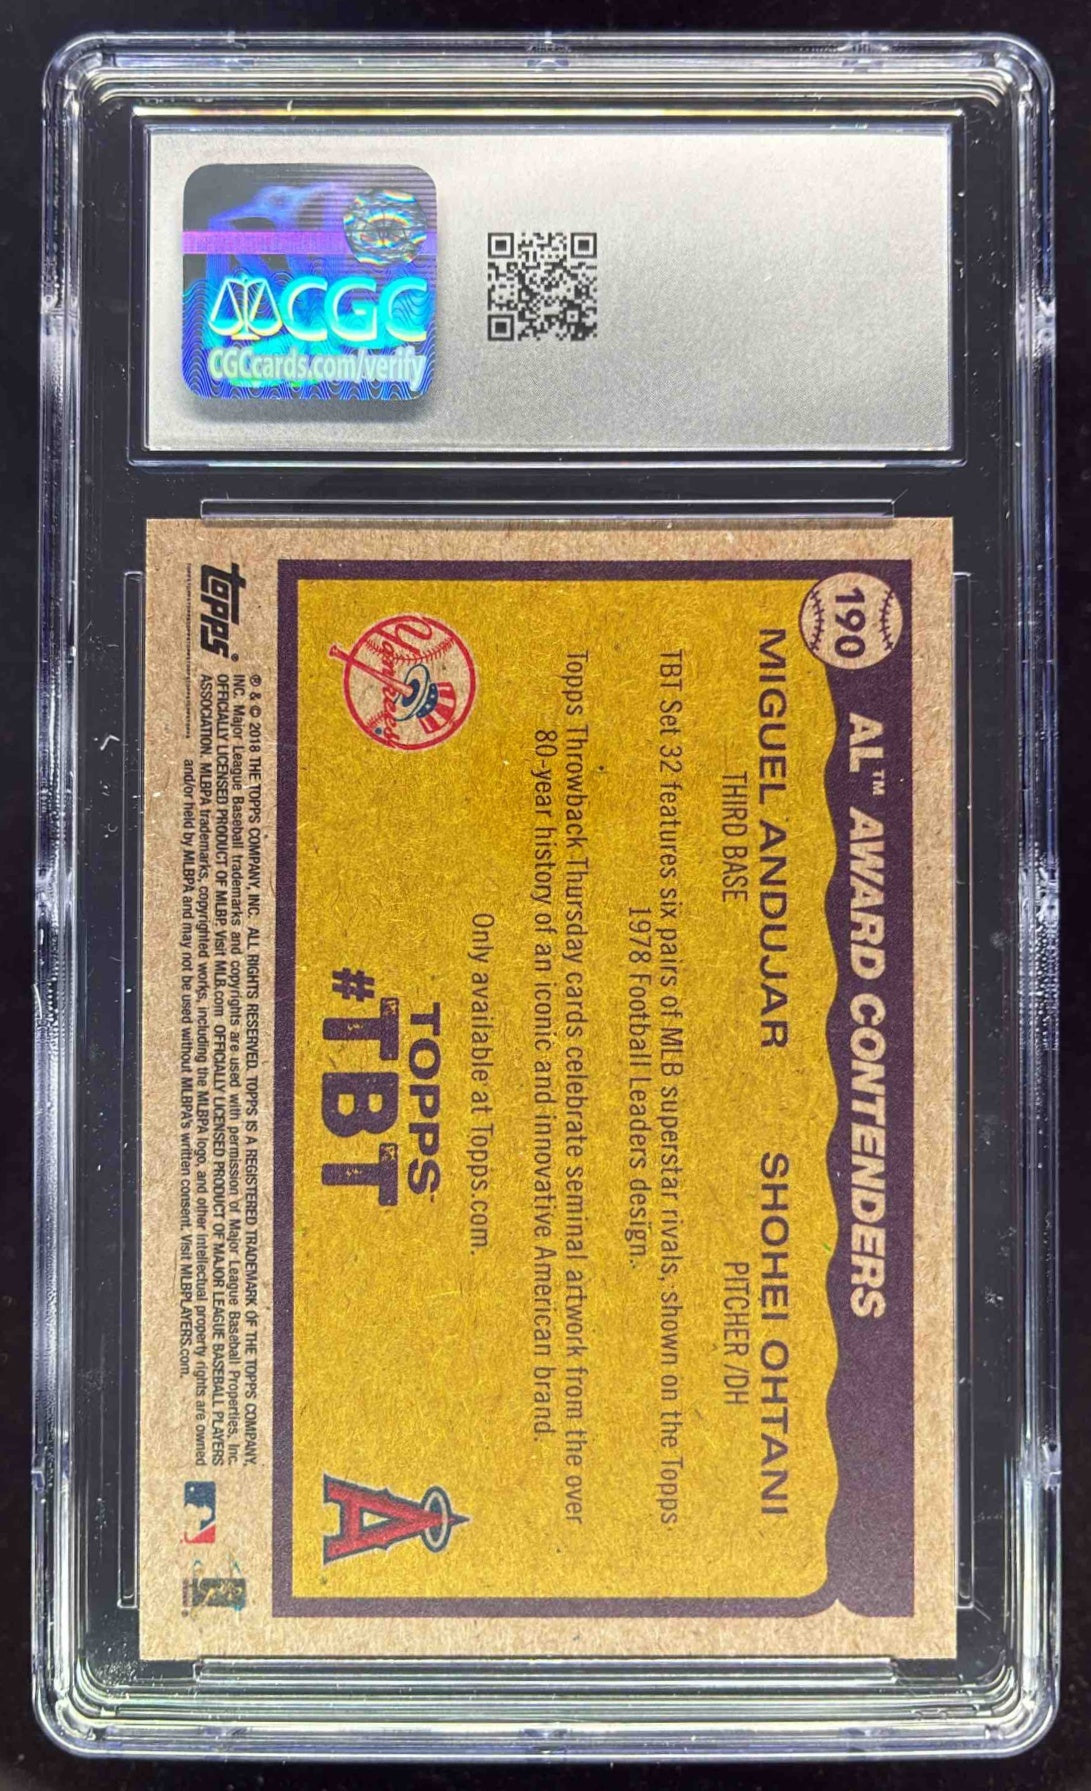 CGC
CGCcards.com/verify
190
AL™ AWARD CONTENDERS
MIGUEL ANDUJAR
THIRD BASE
SHOHEI OHTANI
PITCHER /DH
TBT Set 32 features six pairs of MLB superstar rivals, shown on the Topps
1978 Football Leaders design.
Topps Throwback Thursday cards celebrate seminal artwork from the over
80-year history of an iconic and innovative American brand.
Only available at Topps.com.
Yankees
TOPPS
#TBT
A
topps®
® & © 2018 THE TOPPS COMPANY, INC. ALL RIGHTS RESERVED. TOPPS IS A REGISTERED TRADEMARK OF THE TOPPS COMPANY,
INC. Major League Baseball trademarks and copyrights are used with permission of Major League Baseball Properties, Inc.
OFFICIALLY LICENSED PRODUCT OF MLBP. Visit MLB.com OFFICIALLY LICENSED PRODUCT OF MAJOR LEAGUE BASEBALL PLAYERS
ASSOCIATION. MLBPA trademarks, copyrighted works, including the MLBPA logo, and other intellectual property rights are owned
and/or held by MLBPA and may not be used without MLBPA's written consent. Visit MLBPLAYERS.com.